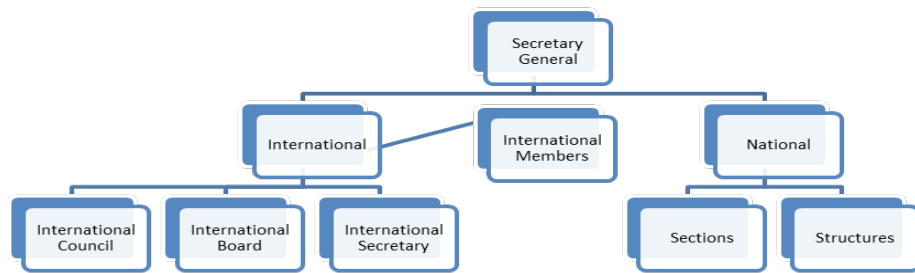 Secretary
General
International
International
Members
National
International
Council
International
Board
International
Secretary
Sections
Structures